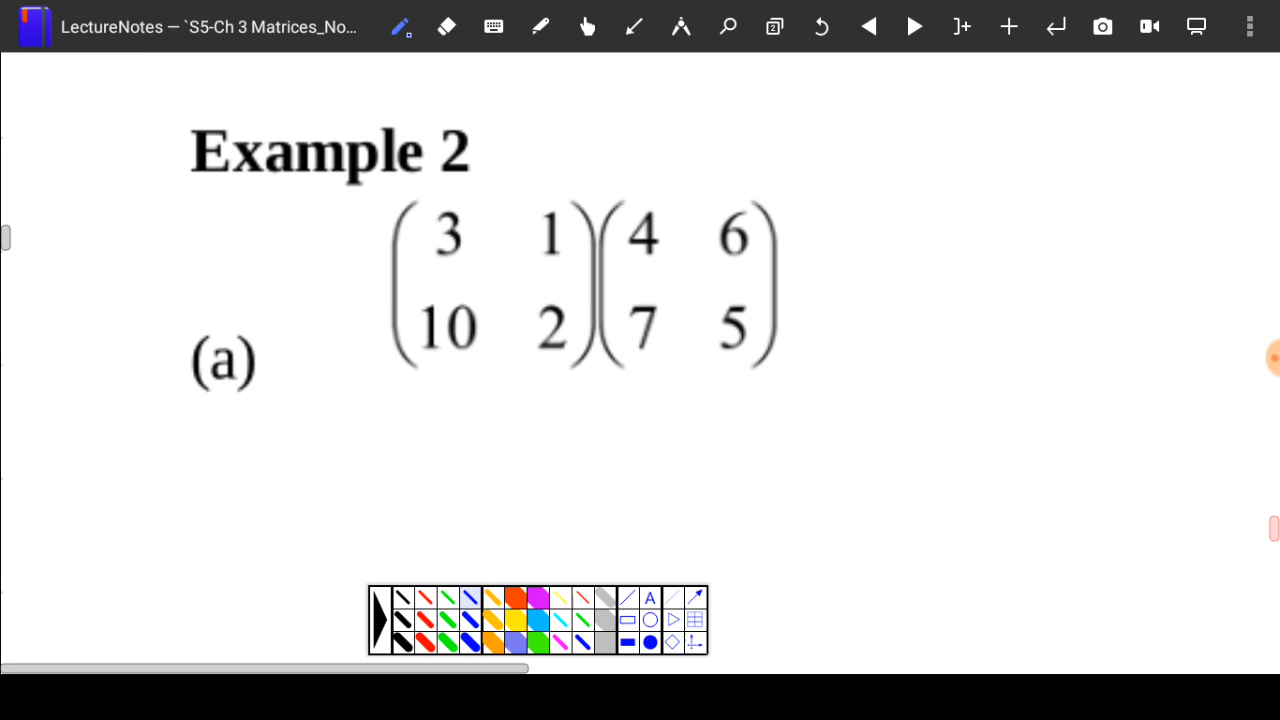 LectureNotes — `S5-Ch 3 Matrices_No...
Example 2
3 1 4 6
10 2 7 5
(a)
A